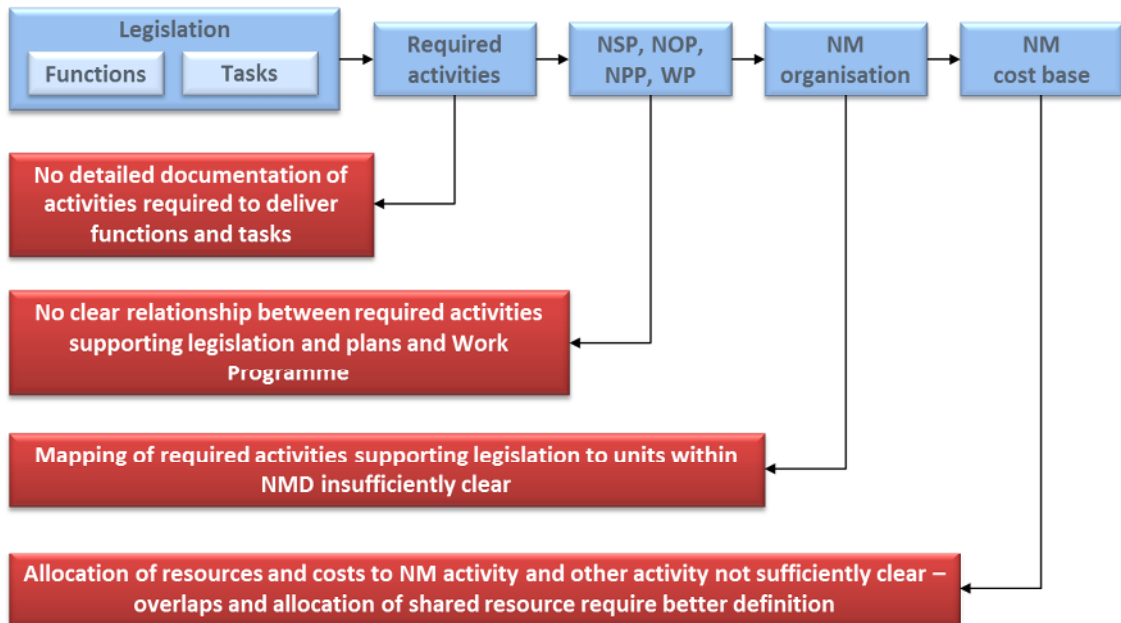 Legislation
Functions
Tasks
Required
activities
NSP, NOP,
NPP, WP
NM
organisation
NM
cost base
No detailed documentation of
activities required to deliver
functions and tasks
No clear relationship between required activities
supporting legislation and plans and Work
Programme
Mapping of required activities supporting legislation to units within
NMD insufficiently clear
Allocation of resources and costs to NM activity and other activity not sufficiently clear –
overlaps and allocation of shared resource require better definition